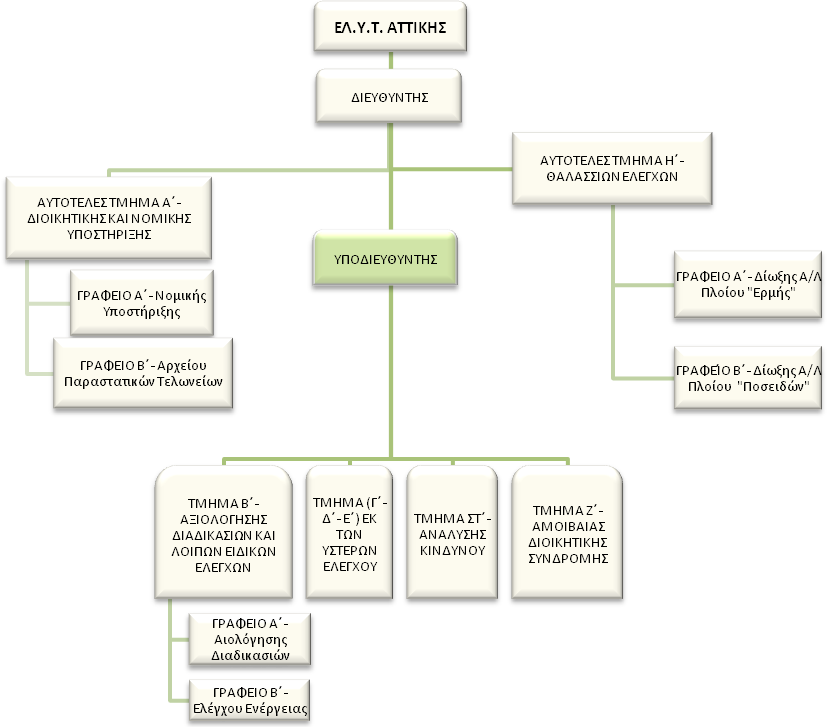 ΕΛ.Υ.Τ. ΑΤΤΙΚΗΣ
ΔΙΕΥΘΥΝΤΗΣ
ΑΥΤΟΤΕΛΕΣ ΤΜΗΜΑ Η΄-
ΘΑΛΑΣΣΙΩΝ ΕΛΕΓΧΩΝ
ΑΥΤΟΤΕΛΕΣ ΤΜΗΜΑ Α΄-
ΔΙΟΙΚΗΤΙΚΗΣ ΚΑΙ ΝΟΜΙΚΗΣ
ΥΠΟΣΤΗΡΙΞΗΣ
ΥΠΟΔΙΕΥΘΥΝΤΗΣ
ΓΡΑΦΕΙΟ Α΄- Νομικής
Υποστήριξης
ΓΡΑΦΕΙΟ Β΄- Αρχείου
Παραστατικών Τελωνείων
ΓΡΑΦΕΙΟ Α΄- Δίωξης Α/Λ
Πλοίου "Ερμής"
ΓΡΑΦΕΙΟ Β΄- Δίωξης Α/Λ
Πλοίου "Ποσειδών"
ΤΜΗΜΑ Β΄-
ΑΞΙΟΛΟΓΗΣΗΣ
ΔΙΑΔΙΚΑΣΙΩΝ ΚΑΙ
ΛΟΙΠΩΝ ΕΙΔΙΚΩΝ
ΕΛΕΓΧΩΝ
ΤΜΗΜΑ (Γ΄-
Δ΄- Ε΄) ΕΚ
ΤΩΝ
ΥΣΤΕΡΩΝ
ΕΛΕΓΧΟΥ
ΤΜΗΜΑ ΣΤ΄-
ΑΝΑΛΥΣΗΣ
ΚΙΝΔΥΝΟΥ
ΤΜΗΜΑ Ζ΄-
ΑΜΟΙΒΑΙΑΣ
ΔΙΟΙΚΗΤΙΚΗΣ
ΣΥΝΔΡΟΜΗΣ
ΓΡΑΦΕΙΟ Α΄-
Αιολόγησης
Διαδικασιών
ΓΡΑΦΕΙΟ Β΄-
Ελέγχου Ενέργειας